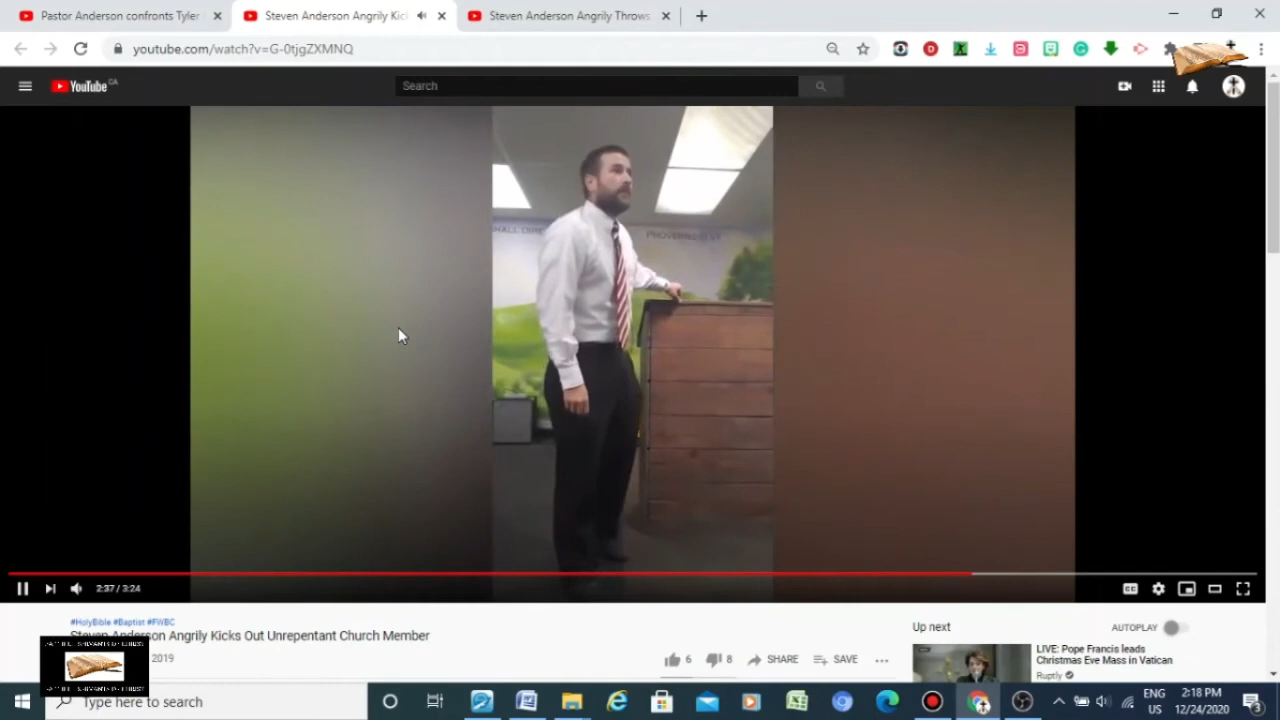 Pastor Anderson confronts Tyler
Steven Anderson Angrily Kic
Steven Anderson Angrily Throws
youtube.com/watch?v=G-0tjgZXMNQ
YouTube CA
Search
SHALL DIRE
PROVERBS
2:37 / 3:24
#HolyBible #Baptist #FWBC
Steven Anderson Angrily Kicks Out Unrepentant Church Member
2019
6
8
SHARE
SAVE
Up next
AUTOPLAY
LIVE: Pope Francis leads
Christmas Eve Mass in Vatican
Ruptly
Type here to search
ENG
US
2:18 PM
12/24/2020
3